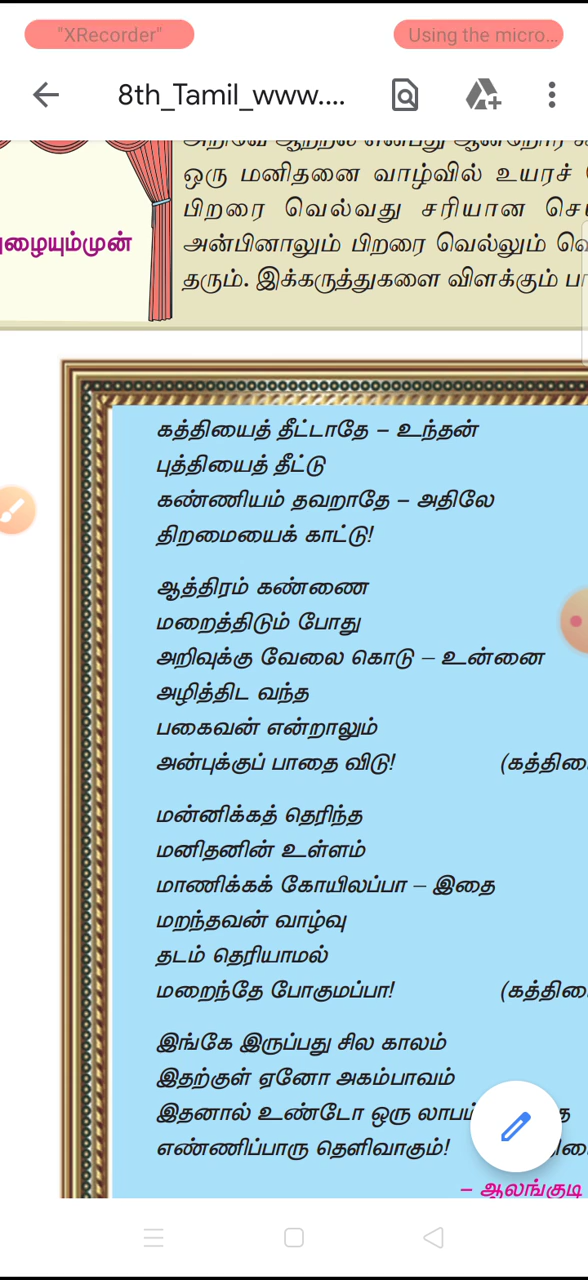 "XRecorder"
Using the micro...
8th_Tamil_www....
ஒரு மனிதனை வாழ்வில் உயரச்
பிறரை வெல்வது சரியான
அன்பினாலும் பிறரை வெல்லும்
தரும். இக்கருத்துகளை விளக்கும்
கத்தியைத் தீட்டாதே – உந்தன்
புத்தியைத் தீட்டு
கண்ணியம் தவறாதே – அதிலே
திறமையைக் காட்டு!
ஆத்திரம் கண்ணை
மறைத்திடும் போது
அறிவுக்கு வேலை கொடு – உன்னை
அழித்திட வந்த
பகைவன் என்றாலும்
அன்புக்குப் பாதை விடு!
மன்னிக்கத் தெரிந்த
மனிதனின் உள்ளம்
மாணிக்கக் கோயிலப்பா – இதை
மறந்தவன் வாழ்வு
தடம் தெரியாமல்
மறைந்தே போகுமப்பா!
இங்கே இருப்பது சில காலம்
இதற்குள் ஏனோ அகம்பாவம்
இதனால் உண்டோ ஒரு
எண்ணிப்பாரு தெளிவாகும்!
– ஆலங்குடி